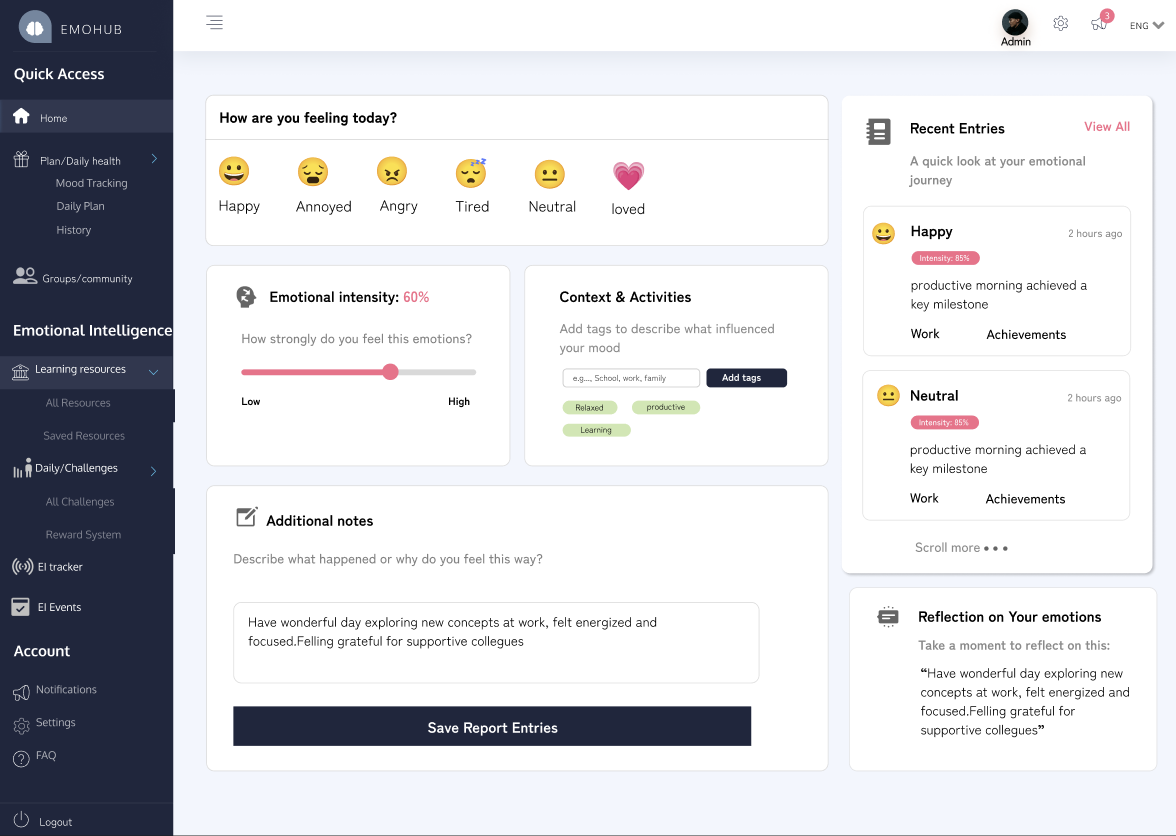 EMOHUB
Quick Access
Home
Plan/Daily health
Mood Tracking
Daily Plan
History
Groups/community
Emotional Intelligence
Learning resources
All Resources
Saved Resources
Daily/Challenges
All Challenges
Reward System
EI tracker
EI Events
Account
Notifications
Settings
FAQ
Logout
Admin
3
ENG
How are you feeling today?
Happy
Annoyed
Angry
Tired
Neutral
loved
Emotional intensity: 60%
How strongly do you feel this emotions?
Low
High
Context & Activities
Add tags to describe what influenced
your mood
e.g..., School, work, family
Add tags
Relaxed
productive
Learning
Additional notes
Describe what happened or why do you feel this way?
Have wonderful day exploring new concepts at work, felt energized and
focused.Felling grateful for supportive collegues
Save Report Entries
Recent Entries
View All
A quick look at your emotional
journey
Happy
2 hours ago
Intensity: 85%
productive morning achieved a
key milestone
Work
Achievements
Neutral
2 hours ago
Intensity: 85%
productive morning achieved a
key milestone
Work
Achievements
Scroll more
Reflection on Your emotions
Take a moment to reflect on this:
“Have wonderful day exploring new
concepts at work, felt energized and
focused.Felling grateful for
supportive collegues”